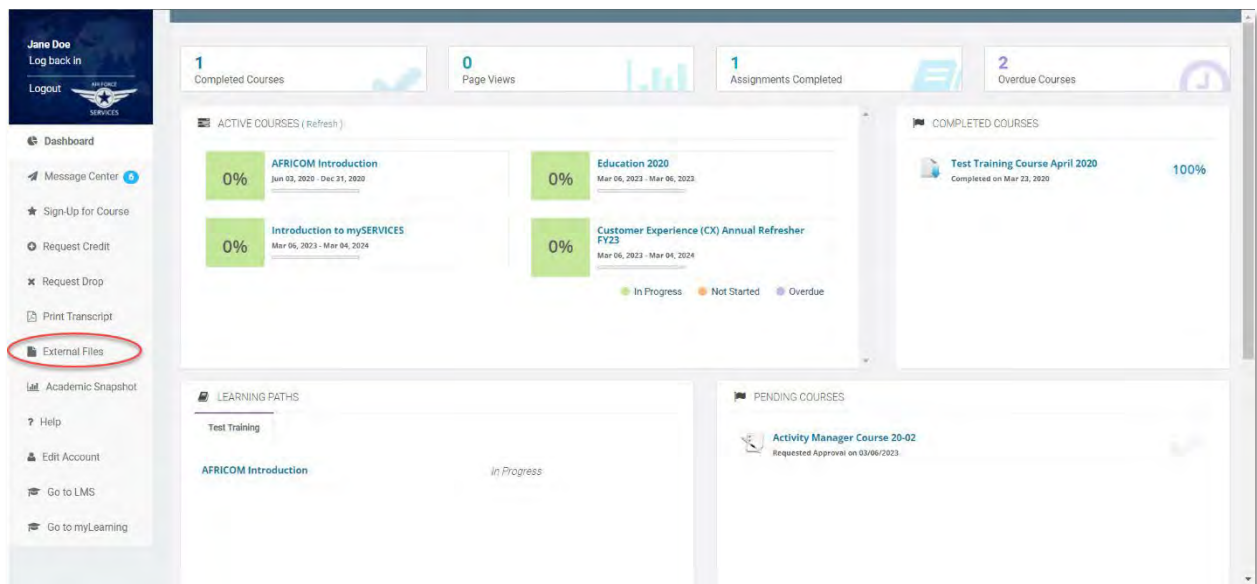 Jane Doe
Log back in
Logout
AIR FORCE
SERVICES
Dashboard
Message Center 5
Sign-Up for Course
Request Credit
Request Drop
Print Transcript
External Files
Academic Snapshot
? Help
Edit Account
Go to LMS
Go to myLearning
1
Completed Courses
0
Page Views
1
Assignments Completed
2
Overdue Courses
ACTIVE COURSES ( Refresh )
0%
AFRICOM Introduction
Jun 03, 2020 - Dec 31, 2020
0%
Education 2020
Mar 06, 2023 - Mar 06, 2023
0%
Introduction to mySERVICES
Mar 06, 2023 - Mar 04, 2024
0%
Customer Experience (CX) Annual Refresher
FY23
Mar 06, 2023 - Mar 04, 2024
In Progress Not Started Overdue
COMPLETED COURSES
Test Training Course April 2020
Completed on Mar 23, 2020
100%
LEARNING PATHS
Test Training
AFRICOM Introduction In Progress
PENDING COURSES
Activity Manager Course 20-02
Requested Approval on 03/06/2023